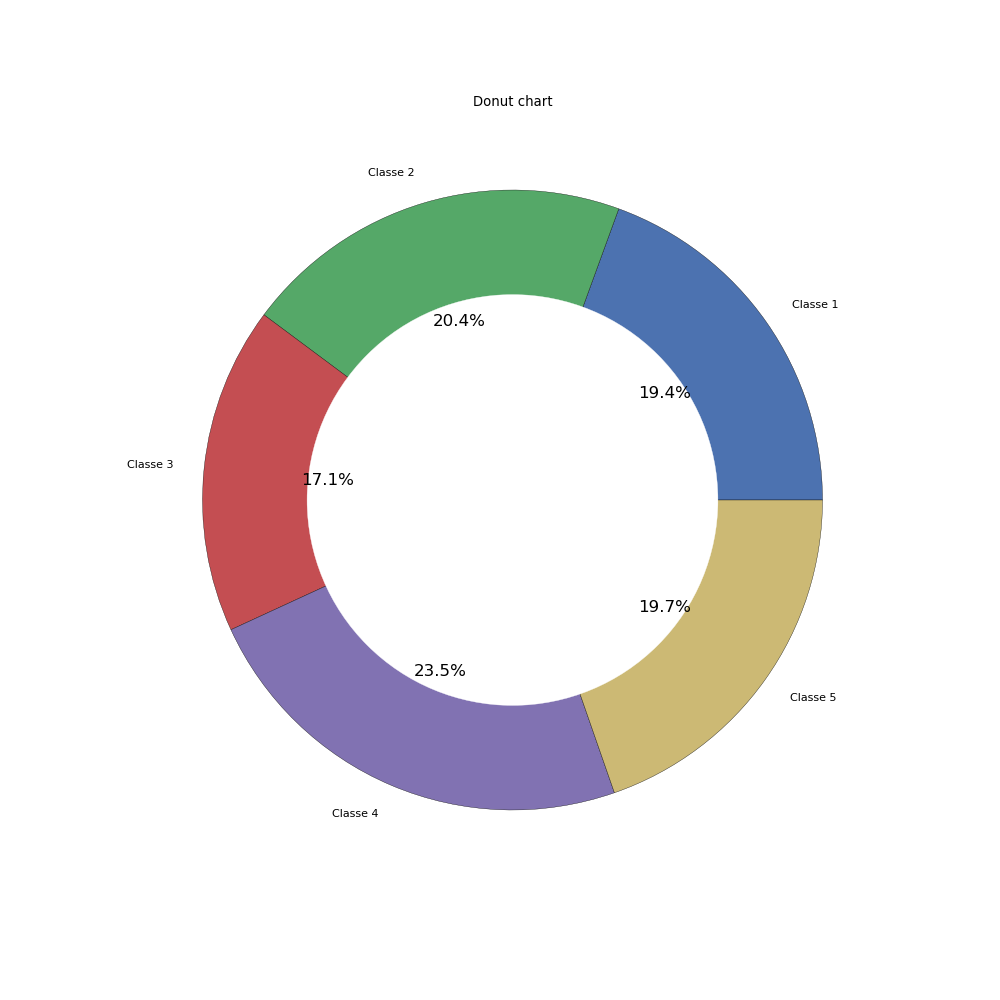 Donut chart
Classe 2
Classe 1
20.4%
19.4%
Classe 3
17.1%
19.7%
23.5%
Classe 5
Classe 4